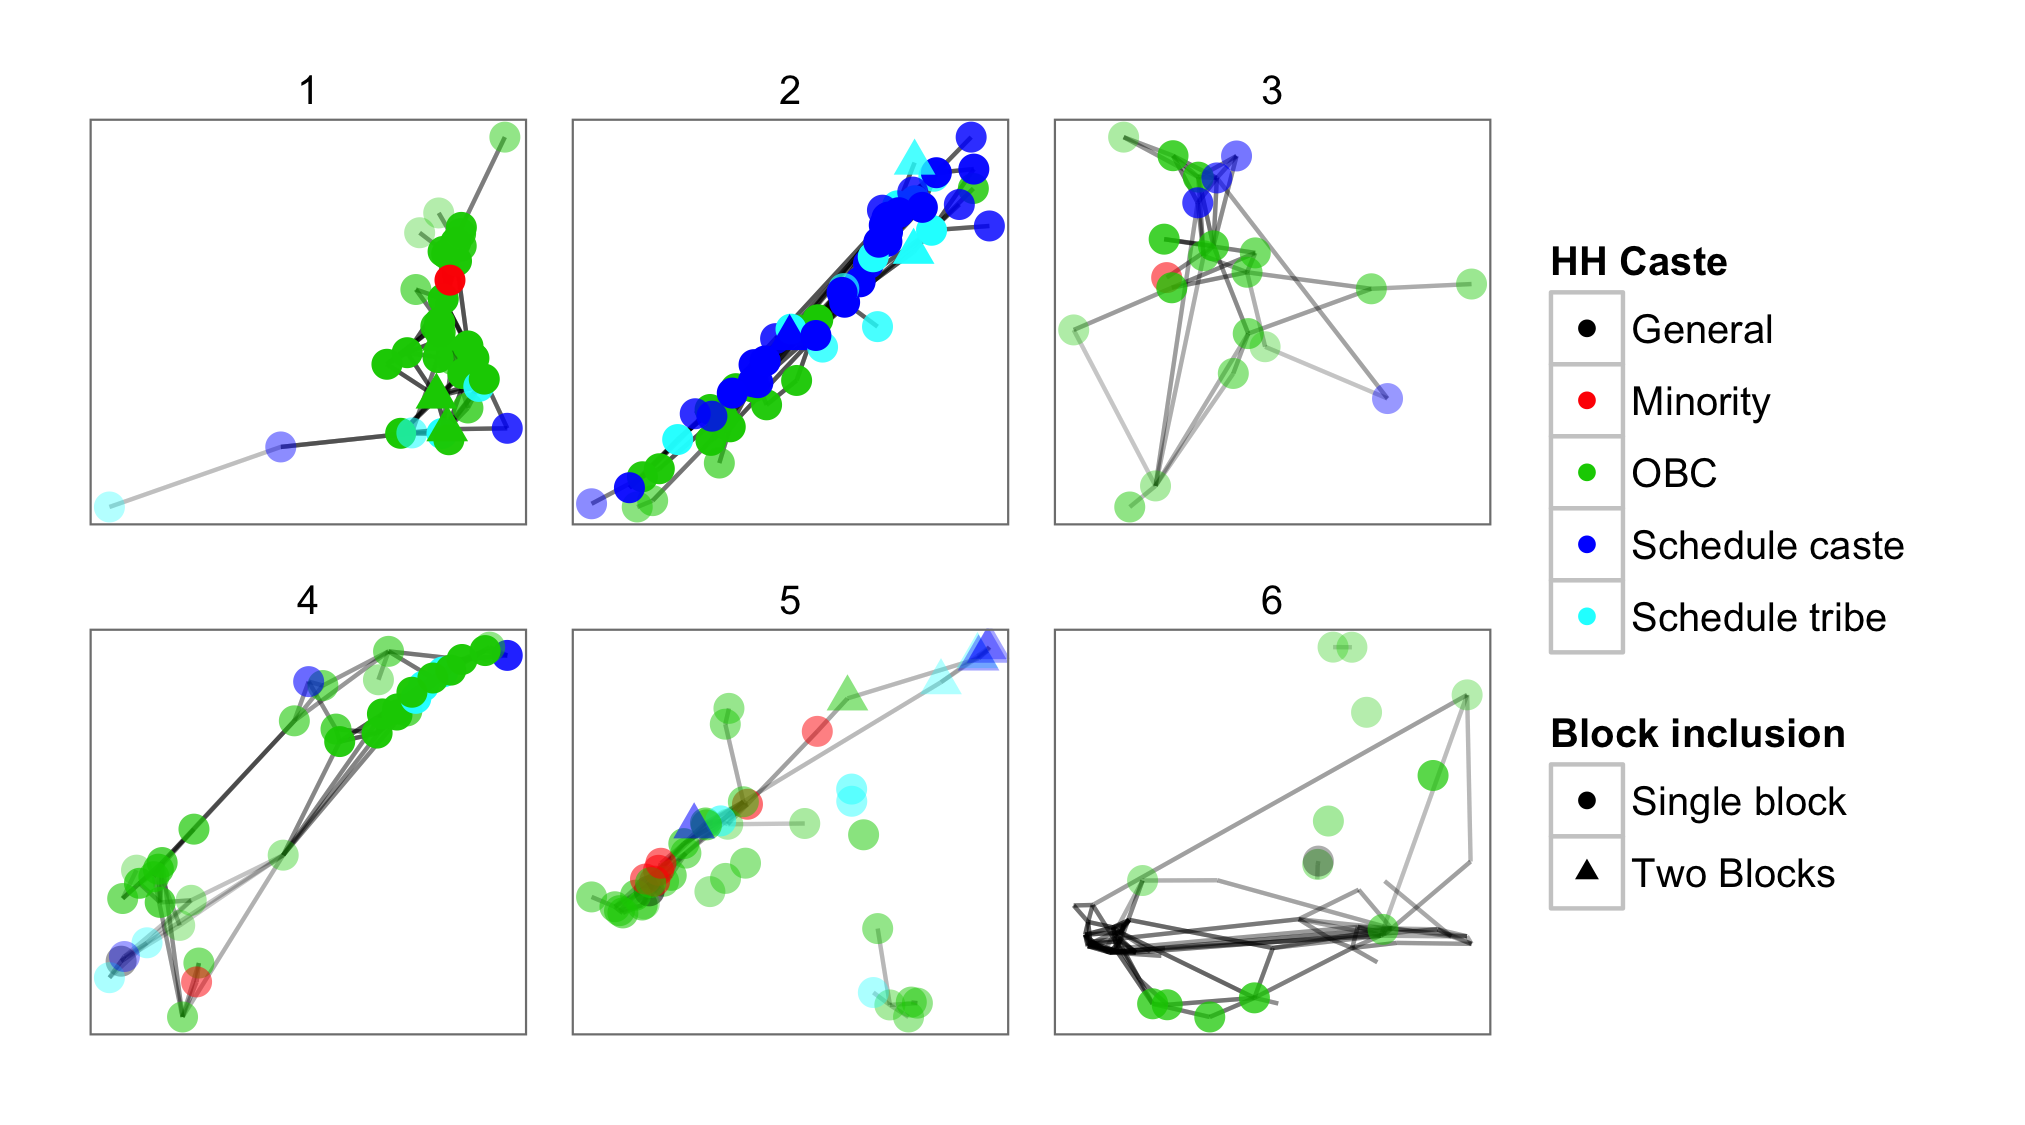 1
2
3
4
5
6
HH Caste
General
Minority
OBC
Schedule caste
Schedule tribe
Block inclusion
Single block
Two Blocks